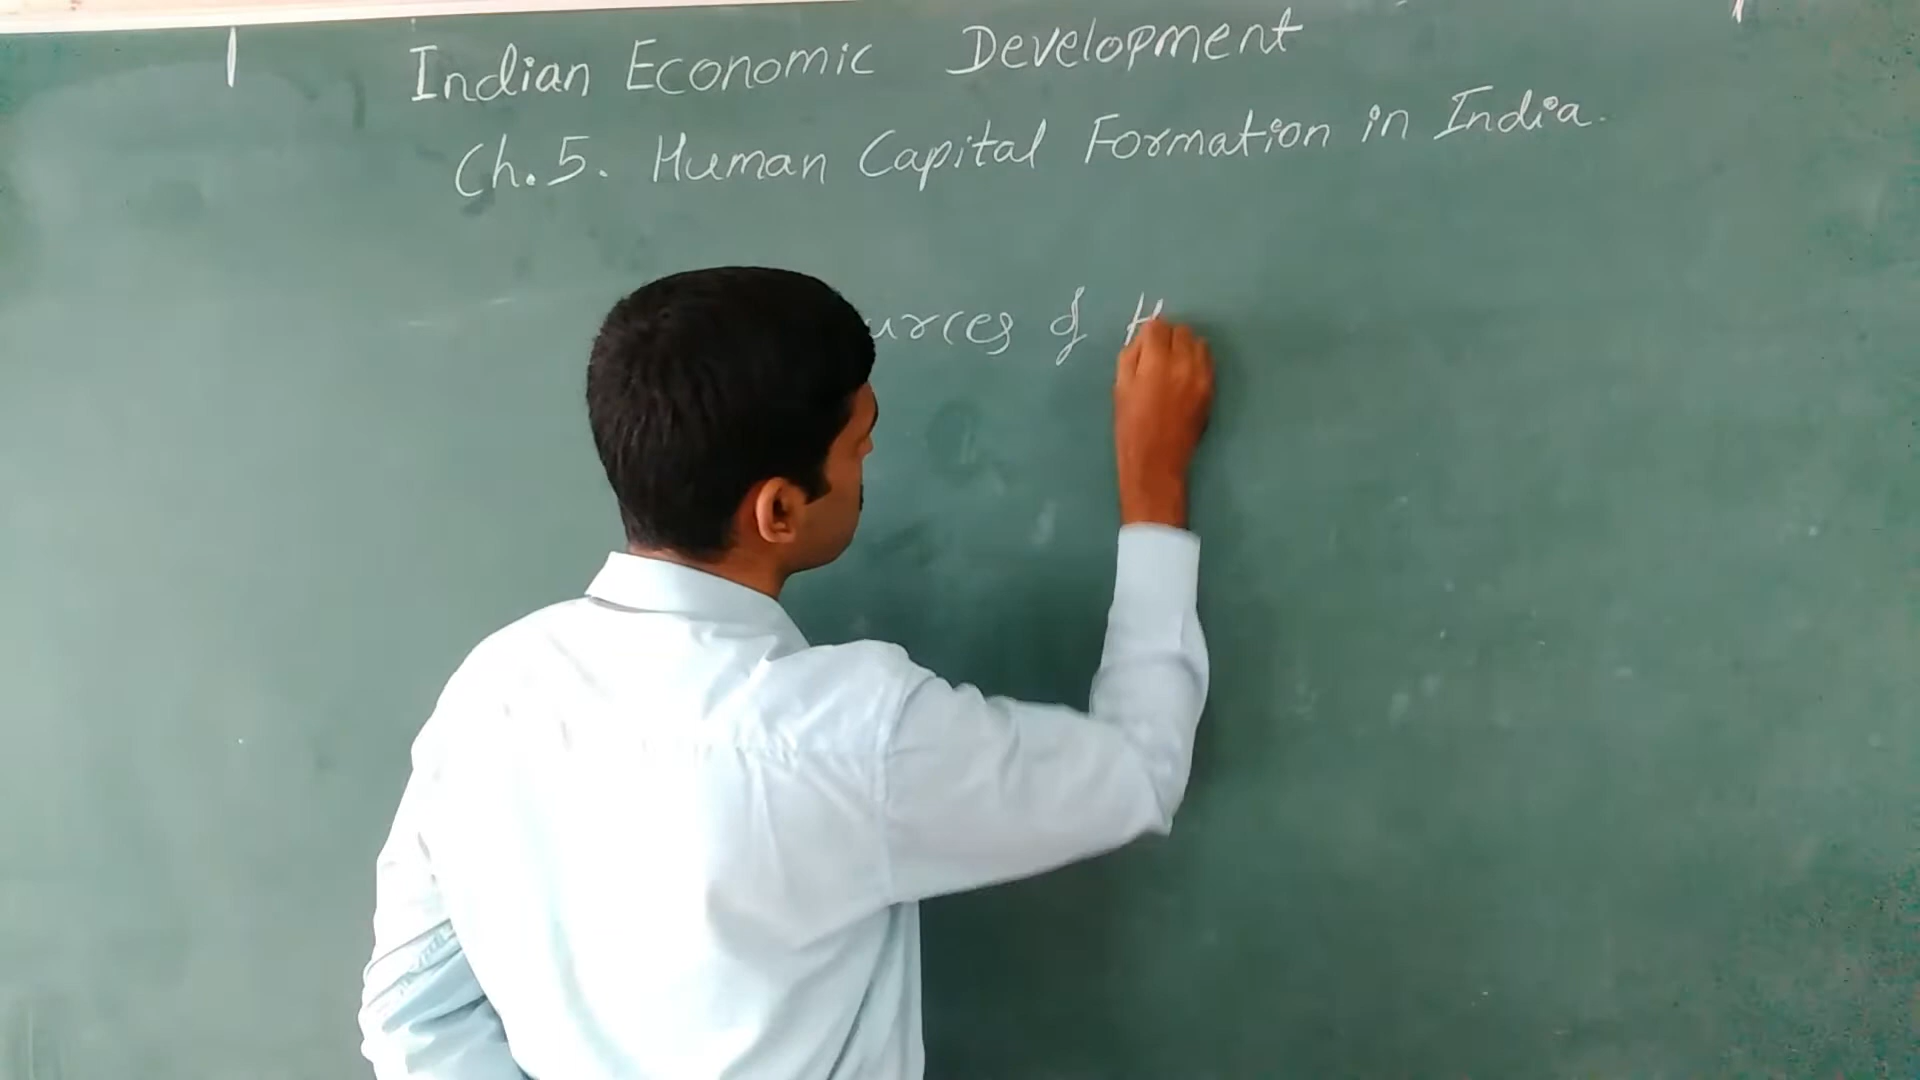 Indian Economic Development
Ch.5. Human Capital Formation in India.
urces of H